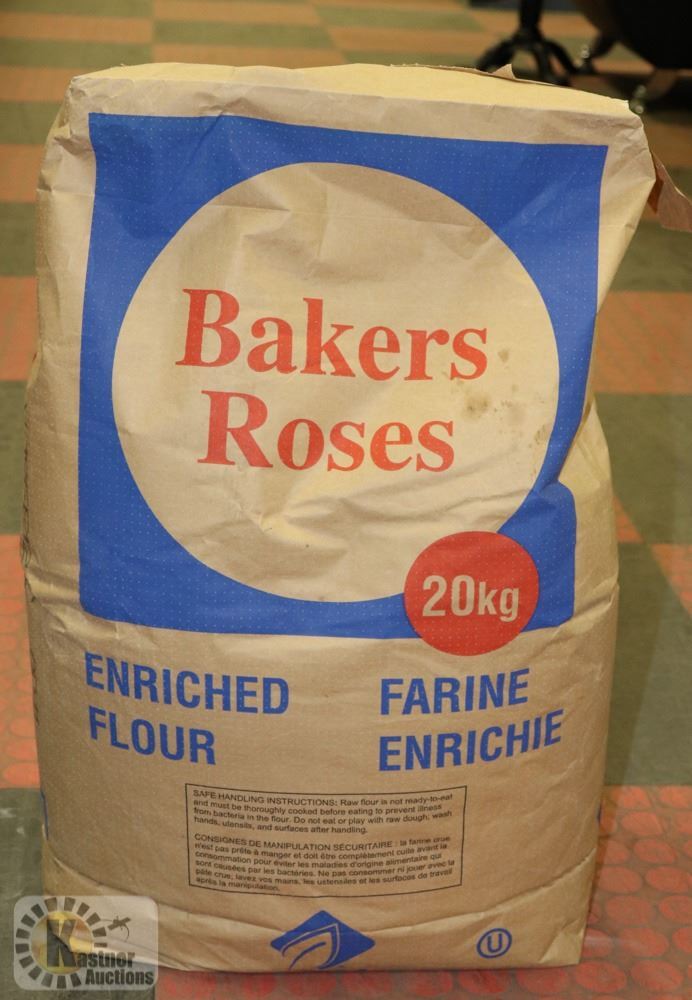 Bakers
Roses
20kg
ENRICHED
FLOUR
FARINE
ENRICHIE
SAFE HANDLING INSTRUCTIONS: Raw flour is not ready-to-eat
and must be thoroughly cooked before eating to prevent illness
from bacteria in the flour. Do not eat or play with raw dough; wash
hands, utensils, and surfaces after handling.
CONSIGNES DE MANIPULATION SÉCURITAIRE : la farine crue
n'est pas prête à manger et doit être complètement cuite avant la
consommation pour éviter les maladies d'origine alimentaire qui
sont causées par les bactéries. Ne pas consommer ni jouer avec la
pâte crue; lavez vos mains, les ustensiles et les surfaces de travail
après la manipulation.
U
Kastner
Auctions